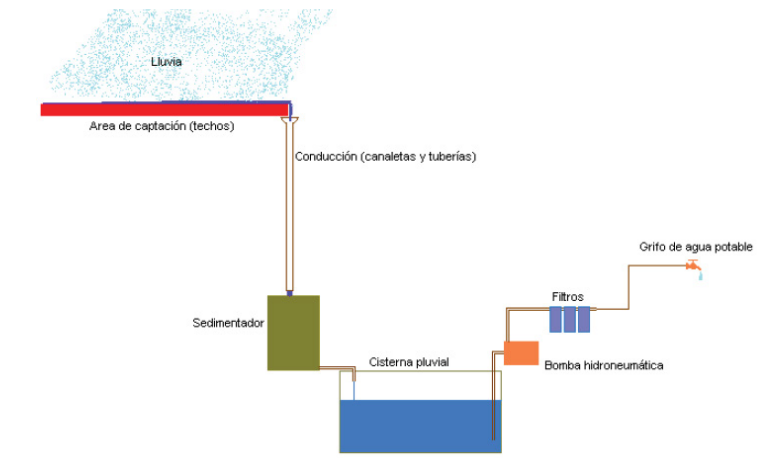 Lluvia
Area de captación (techos)
Conducción (canaletas y tuberías)
Grifo de agua potable
Filtros
Sedimentador
Cisterna pluvial
Bomba hidroneumática